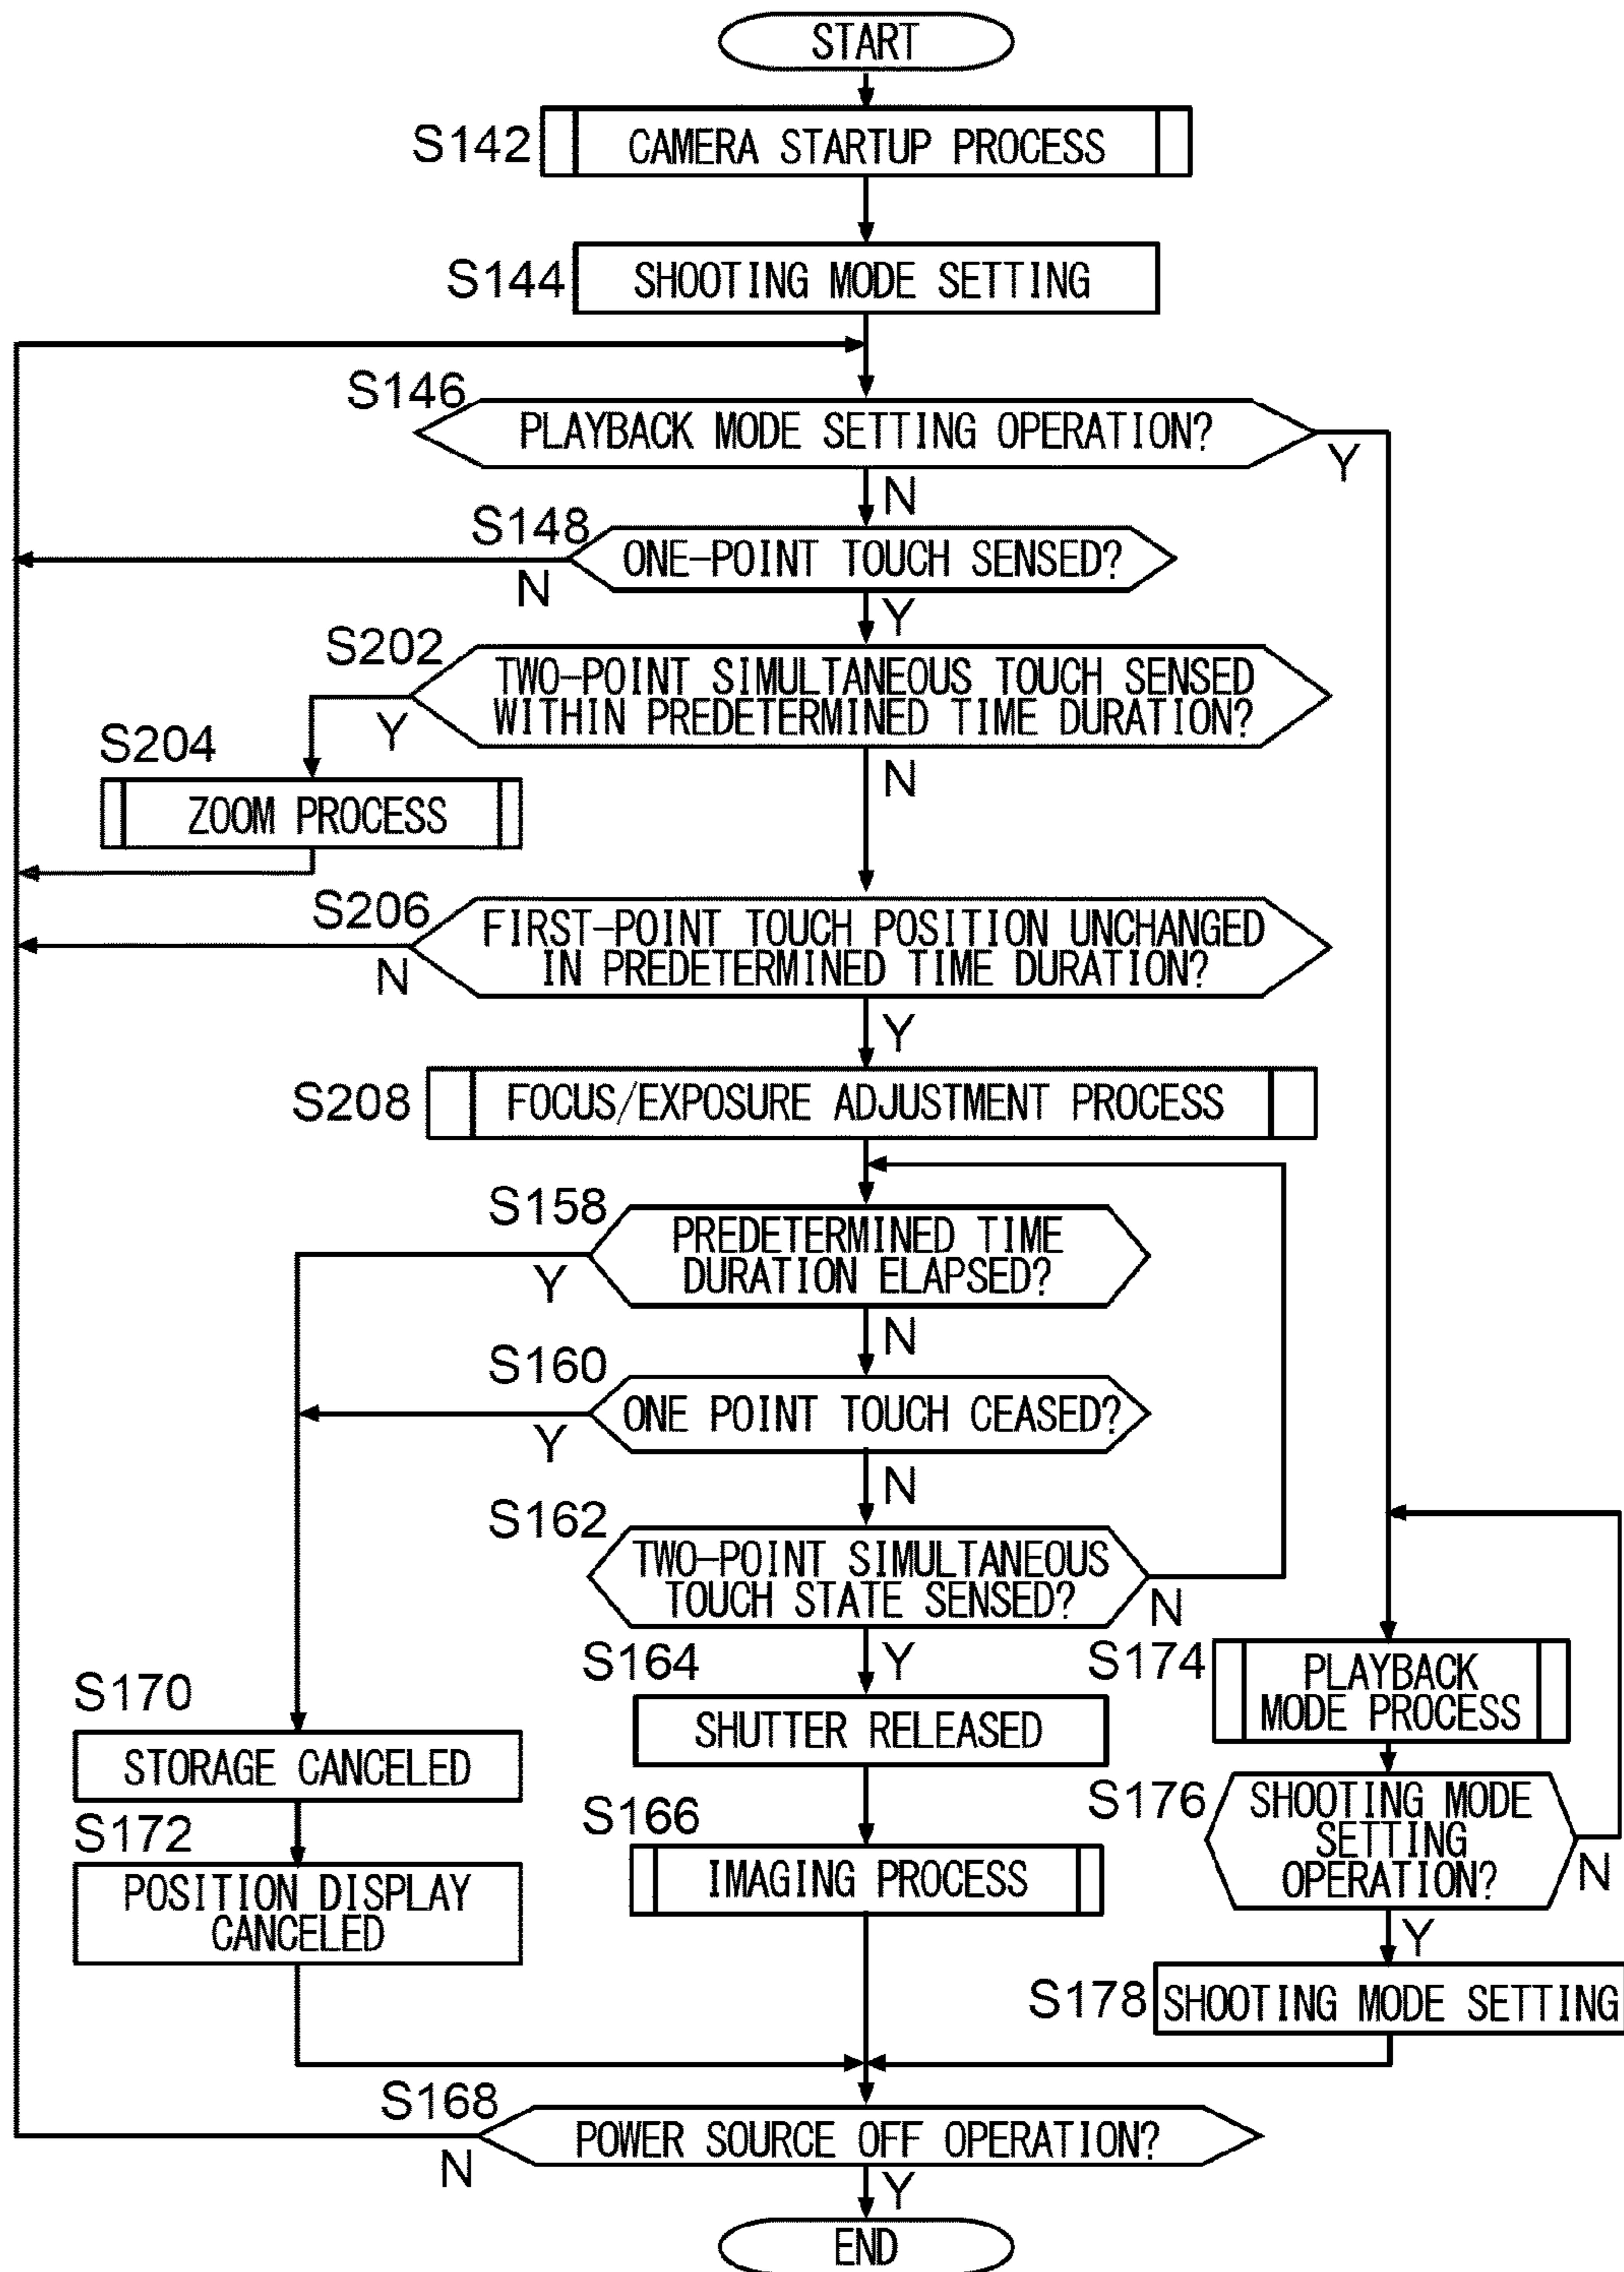 START
S142
CAMERA STARTUP PROCESS
S144
SHOOTING MODE SETTING
S146
PLAYBACK MODE SETTING OPERATION?
Y
N
S148
ONE-POINT TOUCH SENSED?
N
Y
S202
TWO-POINT SIMULTANEOUS TOUCH SENSED
WITHIN PREDETERMINED TIME DURATION?
Y
N
S204
ZOOM PROCESS
S206
FIRST-POINT TOUCH POSITION UNCHANGED
IN PREDETERMINED TIME DURATION?
N
Y
S208
FOCUS/EXPOSURE ADJUSTMENT PROCESS
S158
PREDETERMINED TIME
DURATION ELAPSED?
Y
N
S160
ONE POINT TOUCH CEASED?
Y
N
S162
TWO-POINT SIMULTANEOUS
TOUCH STATE SENSED?
N
Y
S164
SHUTTER RELEASED
S166
IMAGING PROCESS
S170
STORAGE CANCELED
S172
POSITION DISPLAY
CANCELED
S174
PLAYBACK
MODE PROCESS
S176
SHOOTING MODE
SETTING
OPERATION?
N
Y
S178
SHOOTING MODE SETTING
S168
POWER SOURCE OFF OPERATION?
N
Y
END